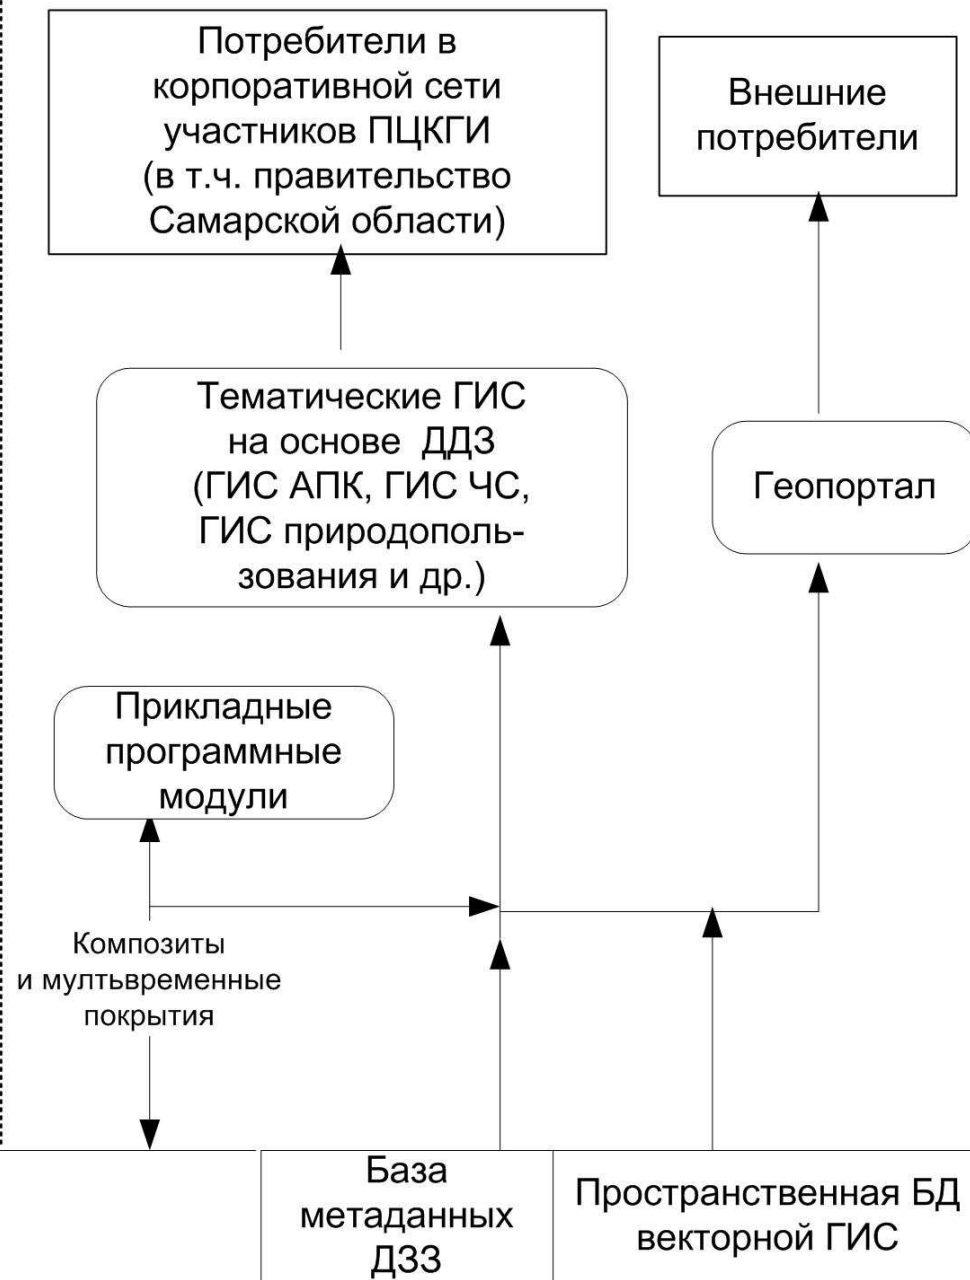 Потребители в
корпоративной сети
участников ПЦКГИ
(в т.ч. правительство
Самарской области)
Внешние
потребители
Тематические ГИС
на основе ДДЗ
(ГИС АПК, ГИС ЧС,
ГИС природополь-
зования и др.)
Геопортал
Прикладные
программные
модули
Композиты
и мултьвременные
покрытия
База
метаданных
ДЗЗ
Пространственная БД
векторной ГИС